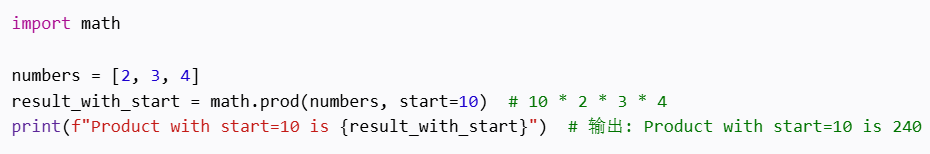 import math
numbers = [2, 3, 4]
result_with_start = math.prod(numbers, start=10)  # 10 * 2 * 3 * 4
print(f"Product with start=10 is {result_with_start}")  # 输出: Product with start=10 is 240